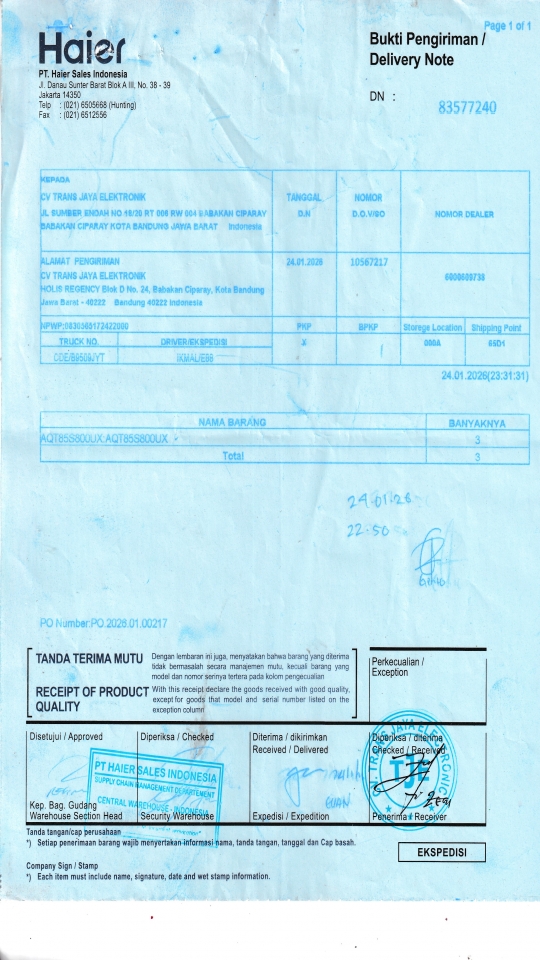 Page 1 of 1
Haier
Bukti Pengiriman /
Delivery Note
PT. Haier Sales Indonesia
Jl. Danau Sunter Barat Blok A III, No. 38 - 39
Jakarta 14350
Telp : (021) 6505668 (Hunting)
Fax : (021) 6512556
DN :
83577240
KEPADA
CV TRANS JAYA ELEKTRONIK
JL SUMBER ENDAH NO 18/20 RT 006 RW 004 BABAKAN CIPARAY
BABAKAN CIPARAY KOTA BANDUNG JAWA BARAT Indonesia
TANGGAL
D.N
NOMOR
D.O.V/SO
NOMOR DEALER
ALAMAT PENGIRIMAN
CV TRANS JAYA ELEKTRONIK
HOLIS REGENCY Blok D No. 24, Babakan Ciparay, Kota Bandung
Jawa Barat - 40222 Bandung 40222 Indonesia
24.01.2026
10567217
NPWP:0830565172422000
PKP
BPKP
Storage Location
Shipping Point
TRUCK NO.
DRIVER/EKSPEDISI
X
000A
65D1
IKMAL/E88
24.01.2026(23:31:31)
NAMA BARANG
BANYAKNYA
AQT85S800UX;AQT85S800UX
3
Total
3
24.01.26
22.50
PO Number:PO.2026.01.00217
TANDA TERIMA MUTU
Dengan lembaran ini juga, menyatakan bahwa barang yang diterima
tidak bermasalah secara manajemen mutu, kecuali barang yang
model dan nomor serinya tertera pada kolom pengecualian
RECEIPT OF PRODUCT
QUALITY
With this receipt declare the goods received with good quality,
except for goods that model and serial number listed on the
exception column
Perkecualian /
Exception
Disetujui / Approved
Diperiksa / Checked
Diterima / dikirimkan
Received / Delivered
Diperiksa / diterima
Checked / Received
PT HAIER SALES INDONESIA
SUPPLY CHAIN MANAGEMENT DEPARTEMENT
CENTRAL WAREHOUSE - INDONESIA
TRANS JAYA ELEKTRONIC
TJE
Kep. Bag. Gudang
Warehouse Section Head
Security Warehouse
Expedisi / Expedition
Penerima / Receiver
Tanda tangan/cap perusahaan
*) Setiap penerimaan barang wajib menyertakan informasi nama, tanda tangan, tanggal dan Cap basah.
EKSPEDISI
Company Sign / Stamp
*) Each item must include name, signature, date and wet stamp information.